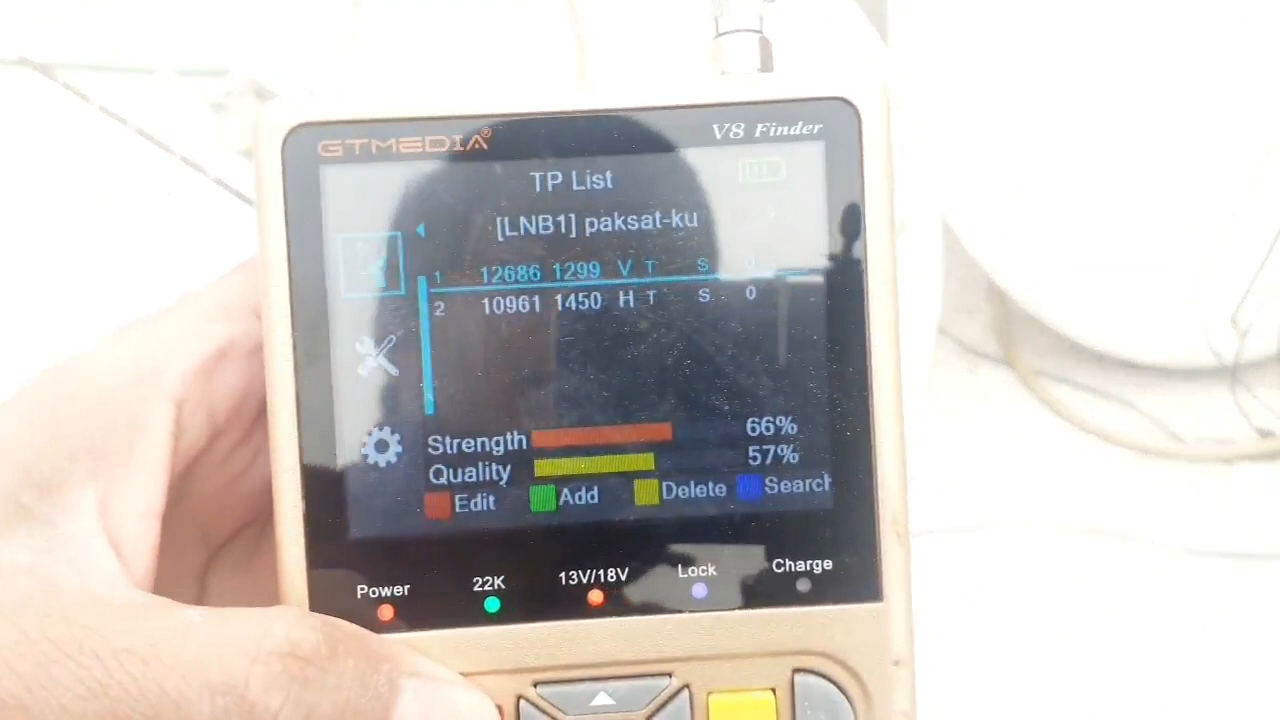 GTMEDIA® V8 Finder
TP List
[LNB1] paksat-ku
1 12686 1299 V T S 0
2 10961 1450 H T S 0
Strength 66%
Quality 57%
Edit Add Delete Search
Power 22K 13V/18V Lock Charge